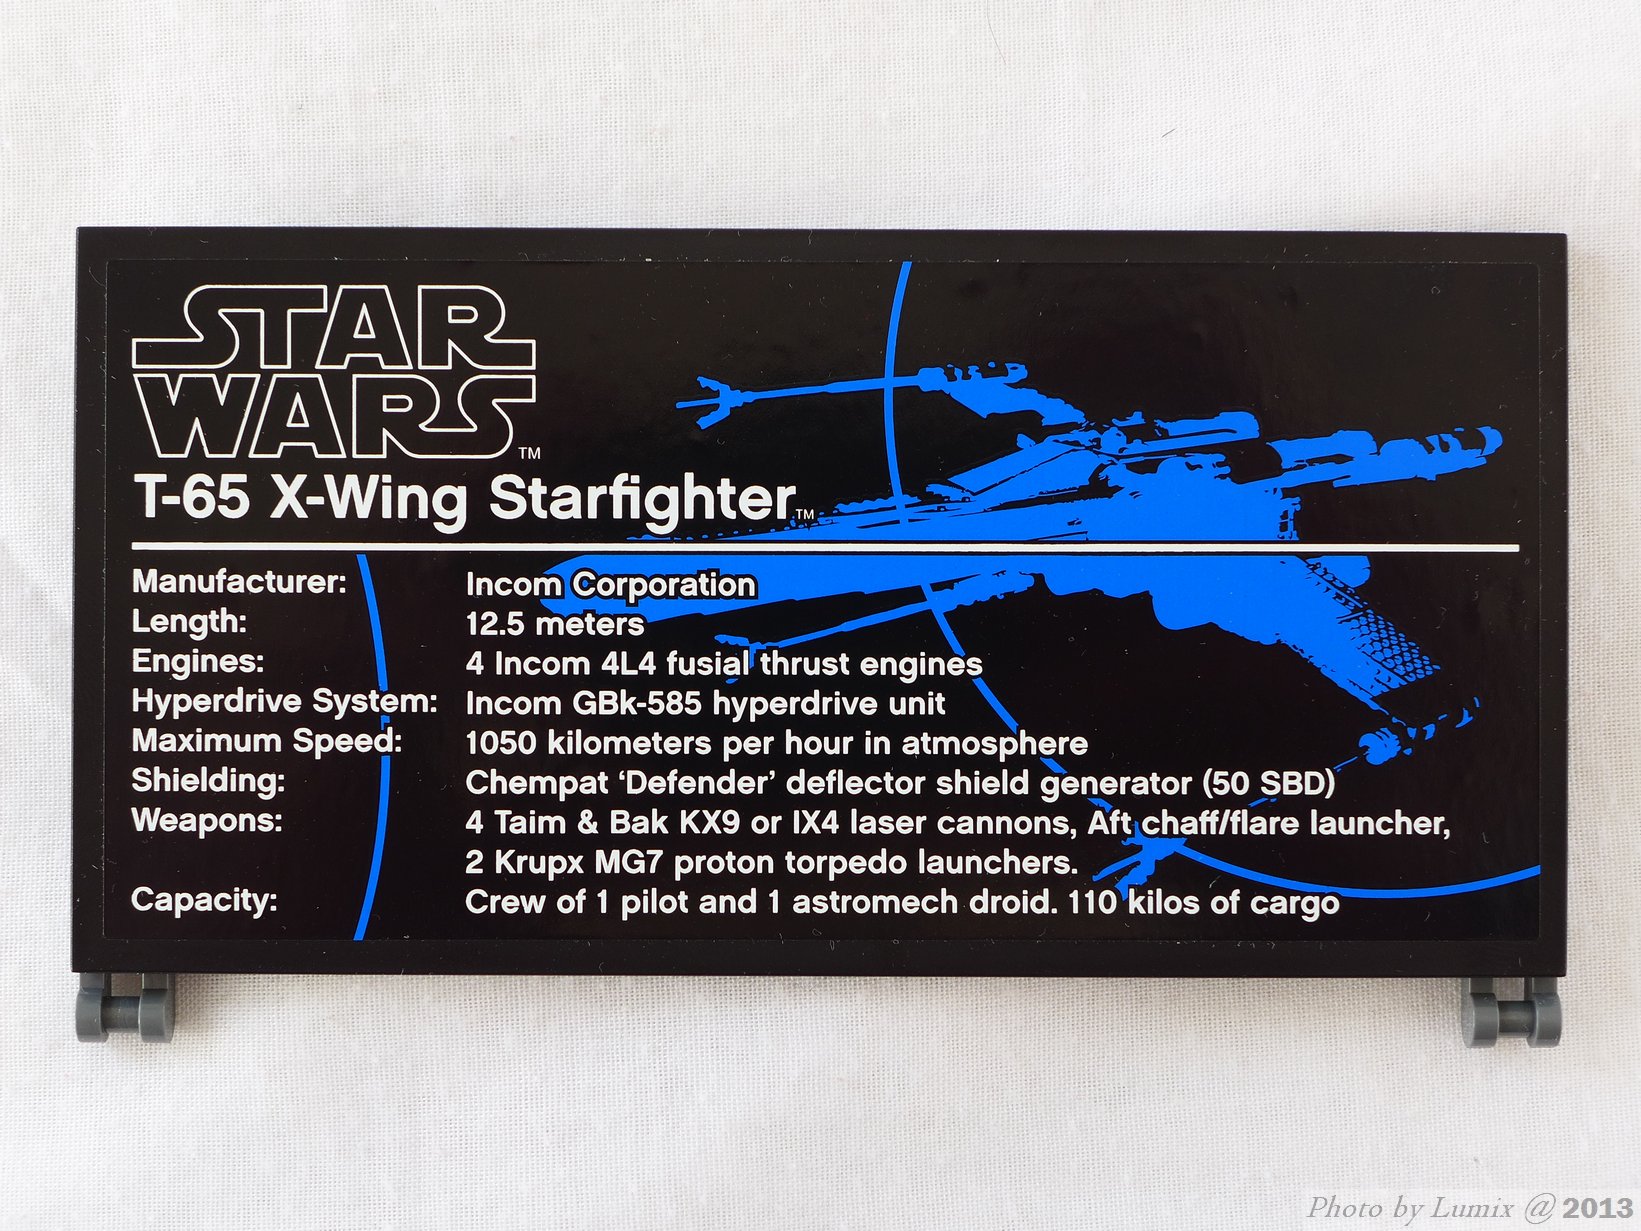 STAR
WARS™
T-65 X-Wing Starfighter™
Manufacturer: Incom Corporation
Length: 12.5 meters
Engines: 4 Incom 4L4 fusial thrust engines
Hyperdrive System: Incom GBk-585 hyperdrive unit
Maximum Speed: 1050 kilometers per hour in atmosphere
Shielding: Chempat ‘Defender’ deflector shield generator (50 SBD)
Weapons: 4 Taim & Bak KX9 or IX4 laser cannons, Aft chaff/flare launcher,
2 Krupx MG7 proton torpedo launchers.
Capacity: Crew of 1 pilot and 1 astromech droid. 110 kilos of cargo
Photo by Lumix @ 2013